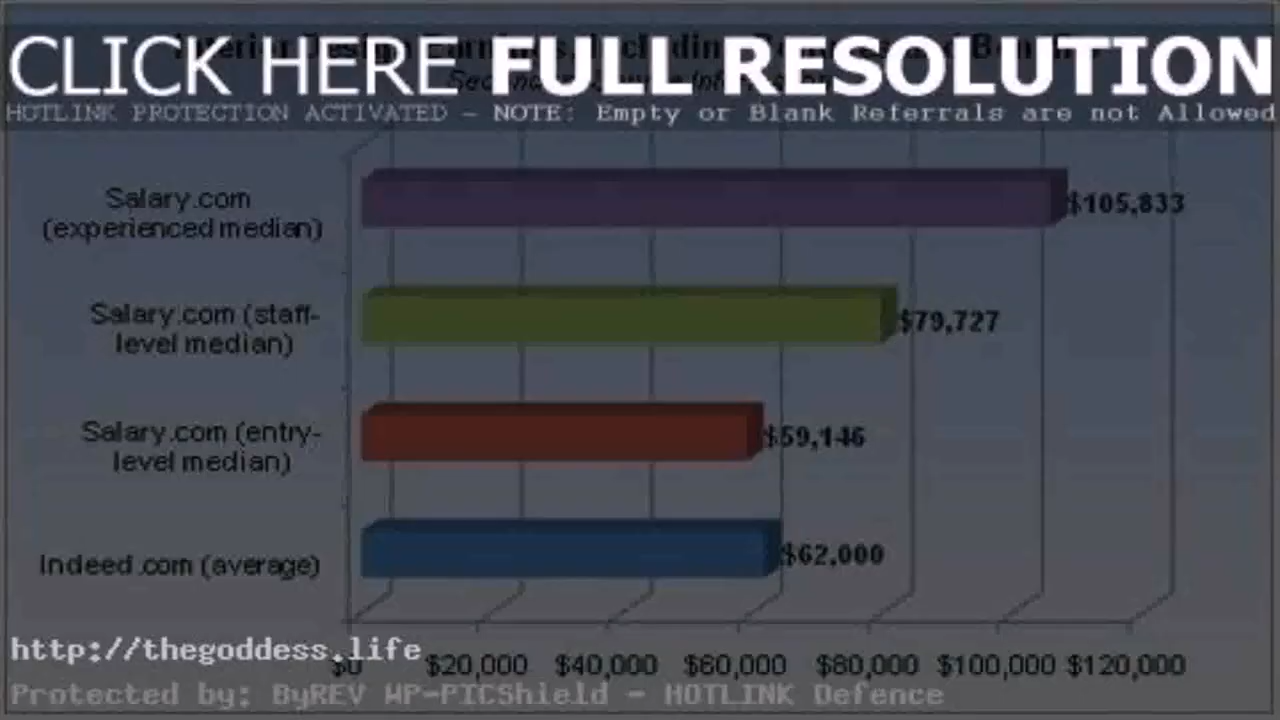 CLICK HERE FULL RESOLUTION
HOTLINK PROTECTION ACTIVATED - NOTE: Empty or Blank Referrals are not Allowed
Salary.com
(experienced median)
$105,833
Salary.com (staff-
level median)
$79,727
Salary.com (entry-
level median)
$59,146
Indeed.com (average)
$62,000
http://thegoddess.life
$0 $20,000 $40,000 $60,000 $80,000 $100,000 $120,000
Protected by: ByREV WP-PICShield - HOTLINK Defence